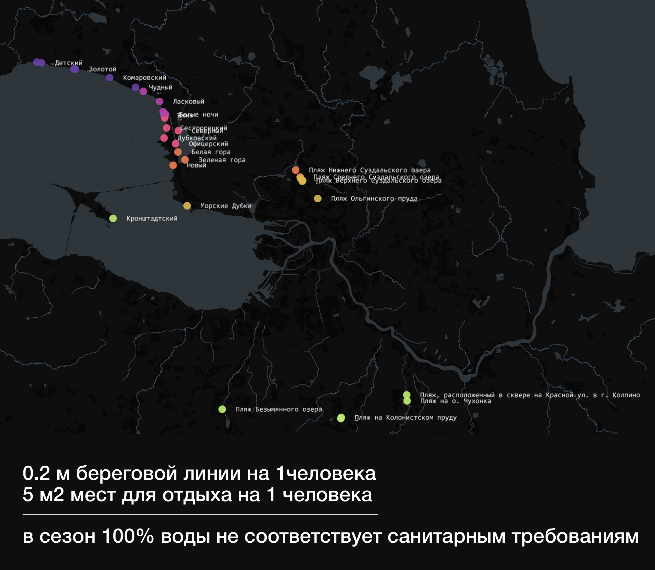 Детский
Золотой
Комаровский
Чудный
Ласковый
Белые ночи
Северный
Дубковский
Офицерский
Белая гора
Зеленая гора
Новый
Пляж Нижнего Суздальского озера
Пляж Среднего Суздальского озера
Пляж Верхнего Суздальского озера
Пляж Ольгинского пруда
Морские Дубки
Кронштадтский
Пляж, расположенный в сквере на Красной ул. в г. Колпино
Пляж на о. Чухонка
Пляж Безымянного озера
Пляж на Колонистском пруду
0.2 м береговой линии на 1человека
5 м2 мест для отдыха на 1 человека
в сезон 100% воды не соответствует санитарным требованиям